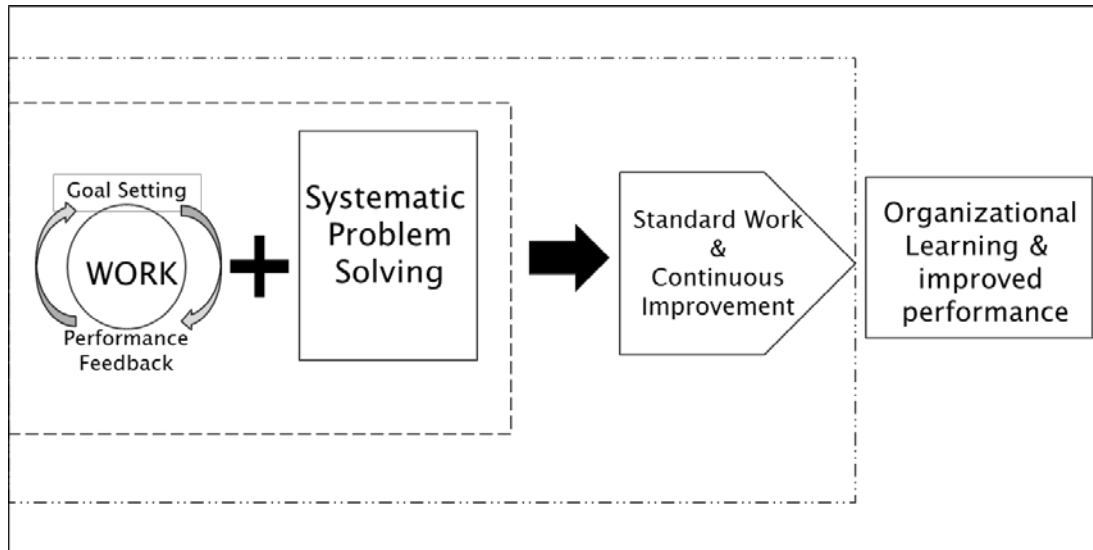 Goal Setting
WORK
Performance
Feedback
Systematic
Problem
Solving
Standard Work
&
Continuous
Improvement
Organizational
Learning &
improved
performance